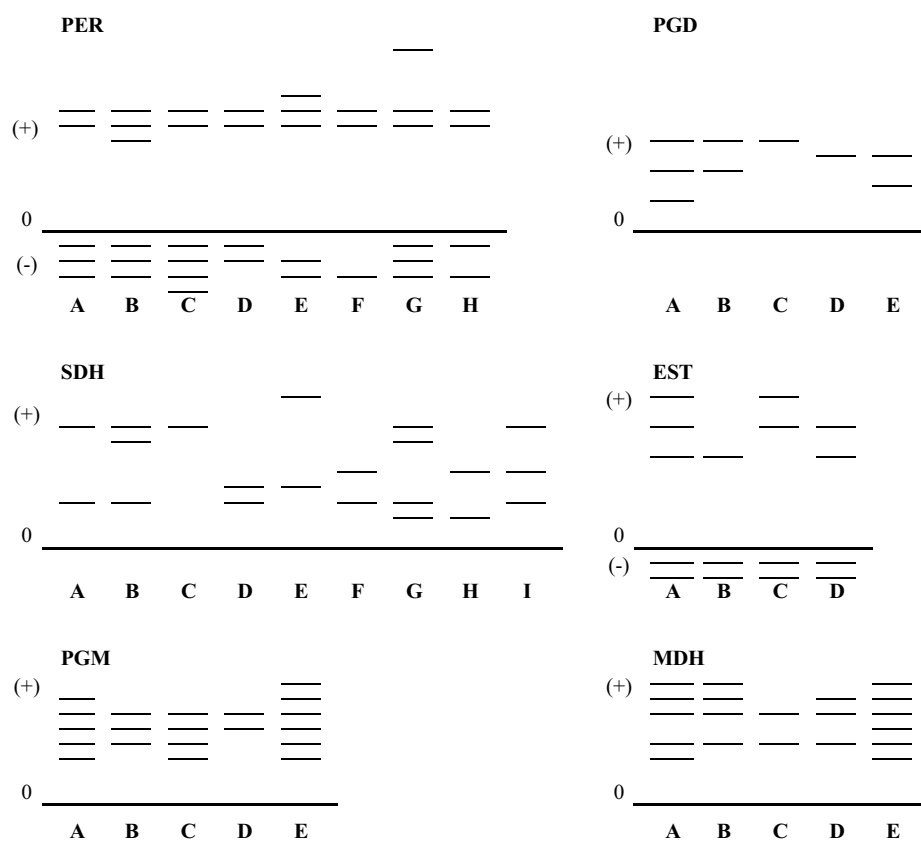 PER
(+)
0
(-)
A B C D E F G H
PGD
(+)
0
A B C D E
SDH
(+)
0
A B C D E F G H I
EST
(+)
0
(-)
A B C D
PGM
(+)
0
A B C D E
MDH
(+)
0
A B C D E